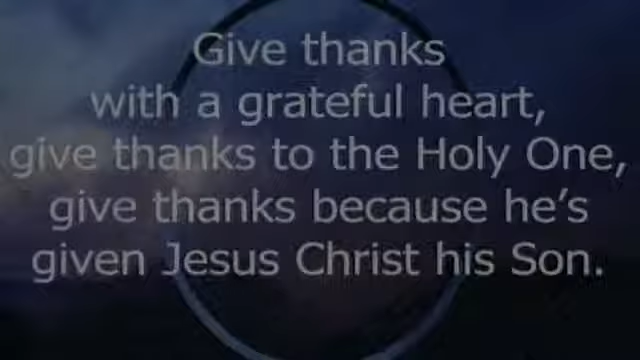 Give thanks
with a grateful heart,
give thanks to the Holy One,
give thanks because he’s
given Jesus Christ his Son.